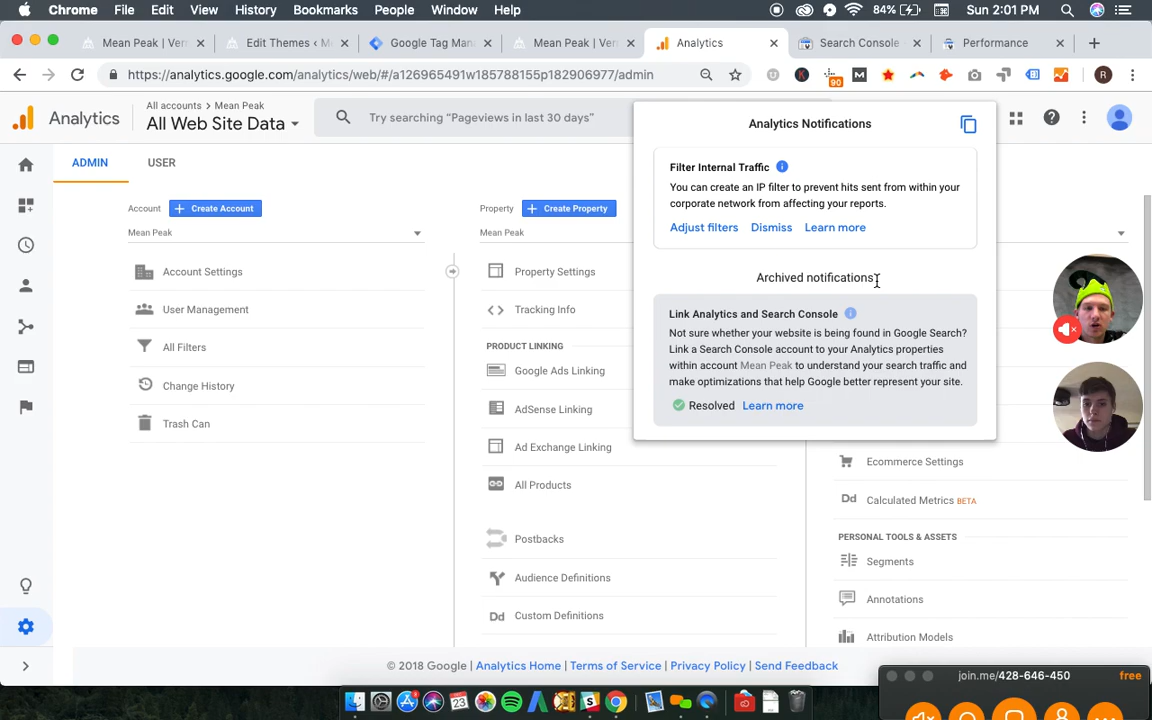 Chrome File Edit View History Bookmarks People Window Help 84% Sun 2:01 PM
Mean Peak | Ver
Edit Themes ‹ M
Google Tag Man
Mean Peak | Ver
Analytics
Search Console -
Performance
https://analytics.google.com/analytics/web/#/a126965491w185788155p182906977/admin
90
M
K
R
Analytics
All accounts > Mean Peak
All Web Site Data
Try searching "Pageviews in last 30 days"
ADMIN
USER
Account
Create Account
Mean Peak
Account Settings
User Management
All Filters
Change History
Trash Can
Property
Create Property
Mean Peak
Property Settings
Tracking Info
PRODUCT LINKING
Google Ads Linking
AdSense Linking
Ad Exchange Linking
All Products
Postbacks
Audience Definitions
Dd Custom Definitions
Analytics Notifications
Filter Internal Traffic
You can create an IP filter to prevent hits sent from within your
corporate network from affecting your reports.
Adjust filters Dismiss Learn more
Archived notifications
Link Analytics and Search Console
Not sure whether your website is being found in Google Search?
Link a Search Console account to your Analytics properties
within account Mean Peak to understand your search traffic and
make optimizations that help Google better represent your site.
Resolved Learn more
Ecommerce Settings
Dd Calculated Metrics BETA
PERSONAL TOOLS & ASSETS
Segments
Annotations
Attribution Models
© 2018 Google | Analytics Home | Terms of Service | Privacy Policy | Send Feedback
join.me/428-646-450 free
23